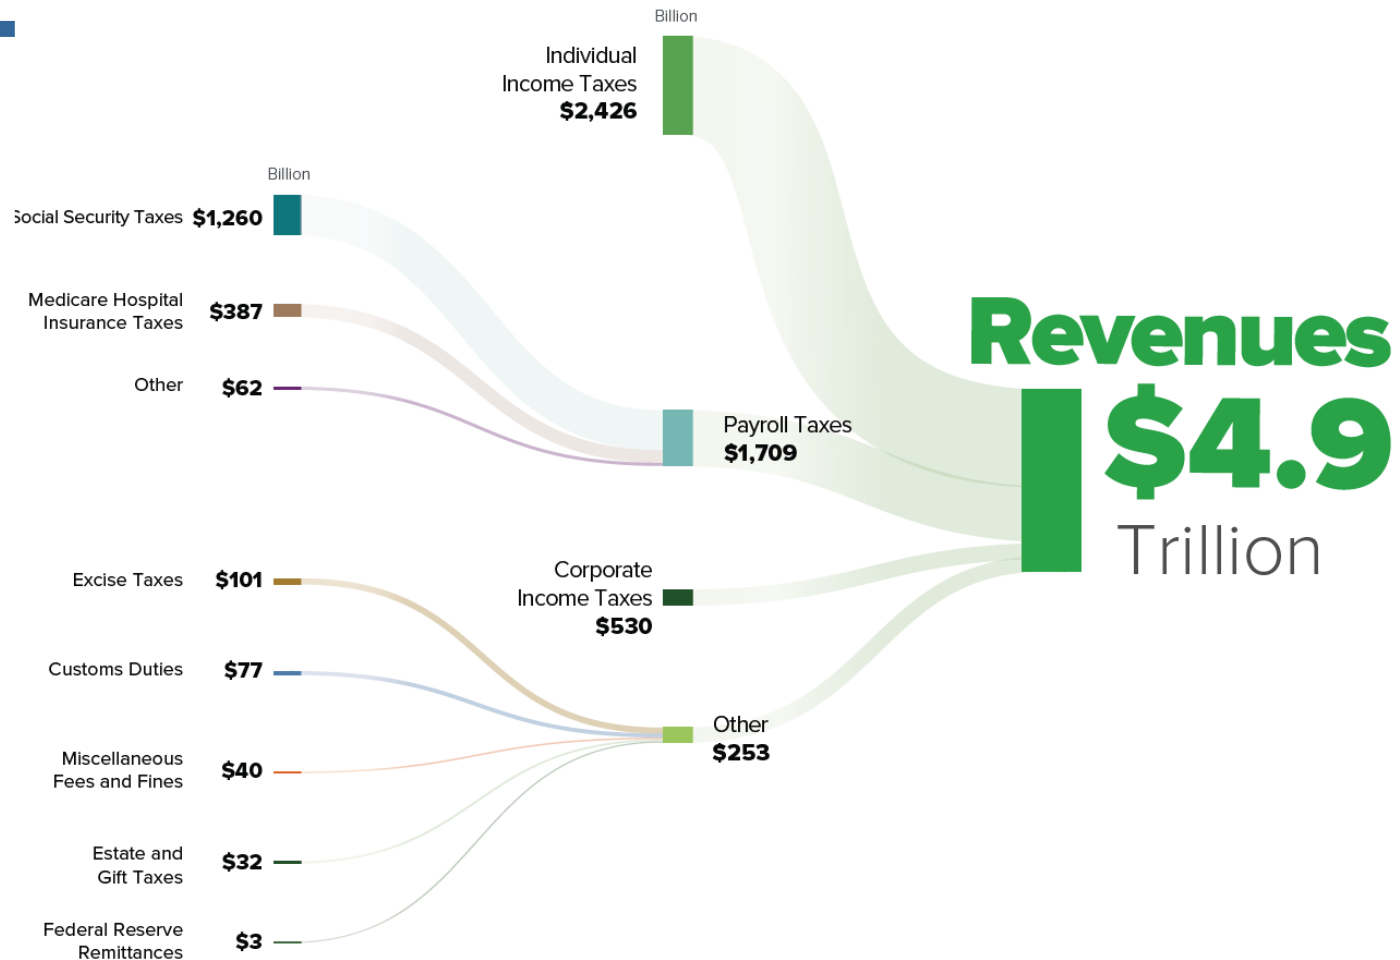 Billion
Individual
Income Taxes
$2,426
Billion
Social Security Taxes $1,260
Medicare Hospital
Insurance Taxes
$387
Other $62
Payroll Taxes
$1,709
Revenues
$4.9
Trillion
Excise Taxes $101
Corporate
Income Taxes
$530
Customs Duties $77
Other
$253
Miscellaneous
Fees and Fines
$40
Estate and
Gift Taxes
$32
Federal Reserve
Remittances
$3